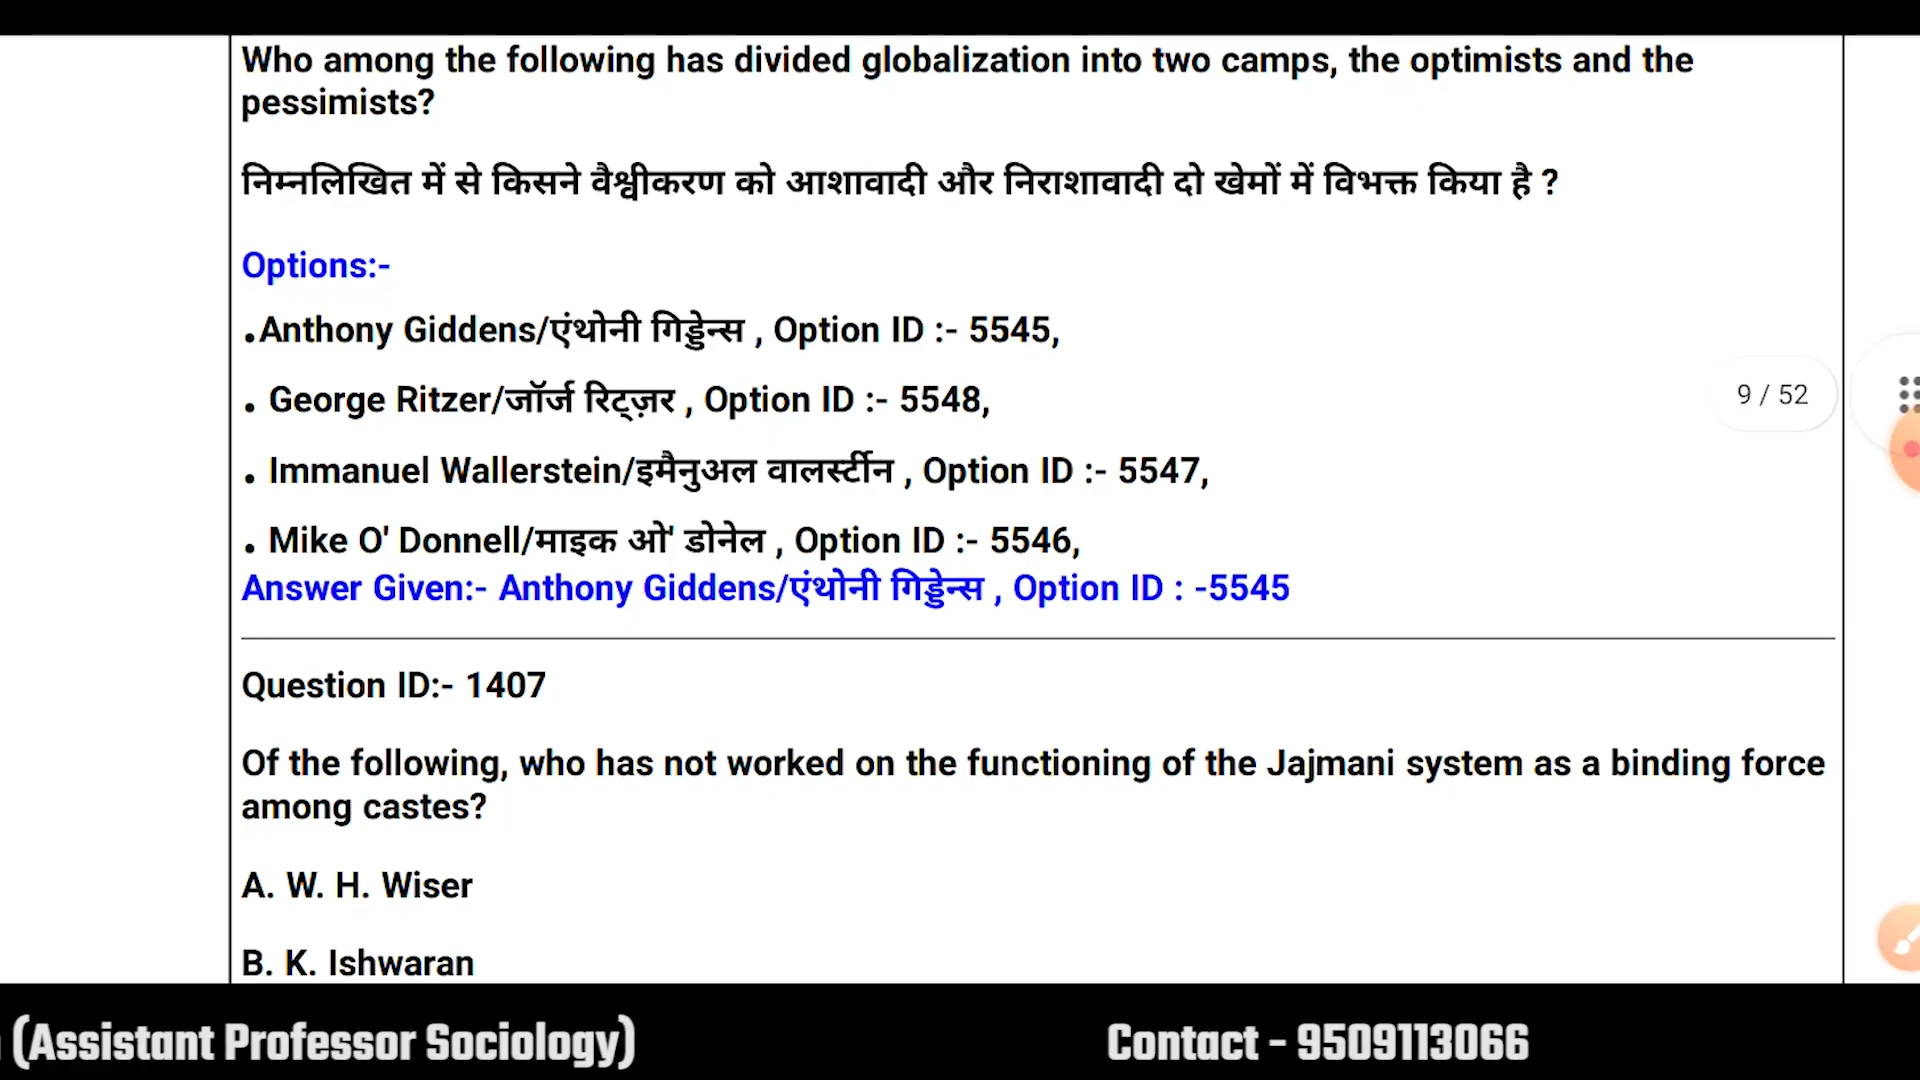 Who among the following has divided globalization into two camps, the optimists and the
pessimists?
निम्नलिखित में से किसने वैश्वीकरण को आशावादी और निराशावादी दो खेमों में विभक्त किया है ?
Options:-
.Anthony Giddens/एंथोनी गिड्डेन्स , Option ID :- 5545,
. George Ritzer/जॉर्ज रिट्ज़र , Option ID :- 5548,
. Immanuel Wallerstein/इमैनुअल वालर्स्टीन , Option ID :- 5547,
. Mike O' Donnell/माइक ओ' डोनेल , Option ID :- 5546,
Answer Given:- Anthony Giddens/एंथोनी गिड्डेन्स , Option ID : -5545
9 / 52
Question ID:- 1407
Of the following, who has not worked on the functioning of the Jajmani system as a binding force
among castes?
A. W. H. Wiser
B. K. Ishwaran
(Assistant Professor Sociology)
Contact - 9509113066